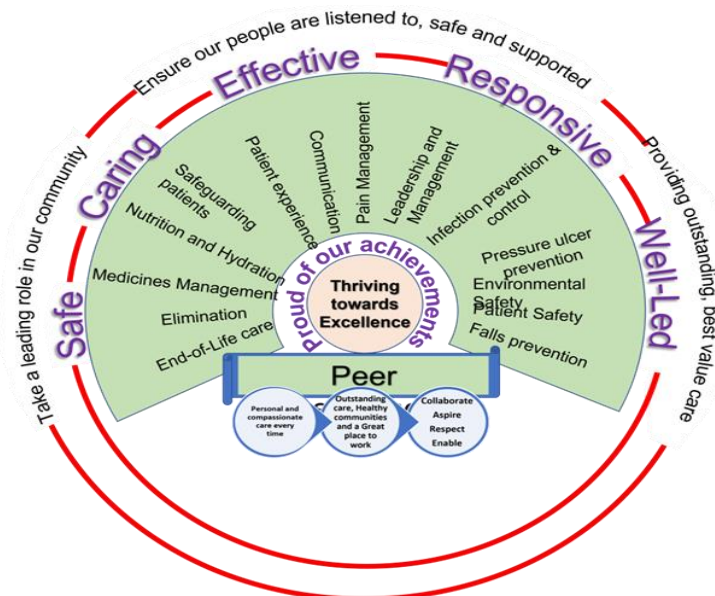 Ensure our people are listened to, safe and supported
Take a leading role in our community
Providing outstanding, best value care
Safe
Caring
Effective
Responsive
Well-Led
End-of-Life care
Elimination
Medicines Management
Nutrition and Hydration
Safeguarding
patients
Patient experience
Communication
Pain Management
Leadership and
Management
Infection prevention &
control
Pressure ulcer
prevention
Environmental
Safety
Patient Safety
Falls prevention
Proud of our achievements
Thriving
towards
Excellence
Peer
Personal and
compassionate
care every
time
Outstanding
care, Healthy
communities
and a Great
place to
work
Collaborate
Aspire
Respect
Enable